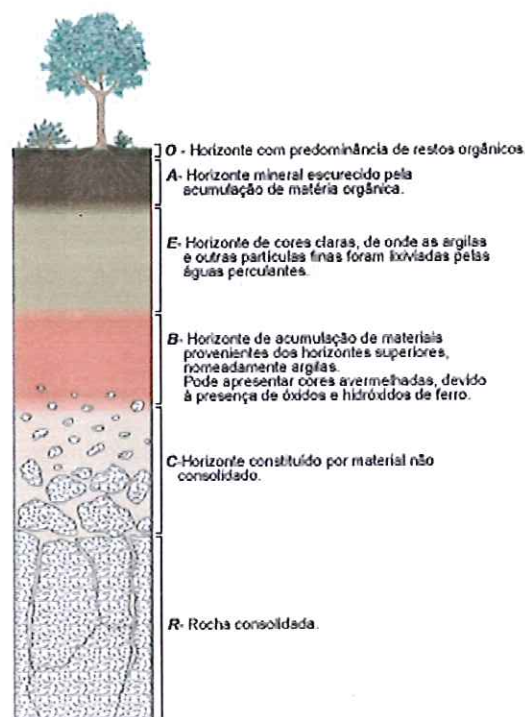 O - Horizonte com predominância de restos orgânicos
A- Horizonte mineral escurecido pela
acumulação de matéria orgânica.
E- Horizonte de cores claras, de onde as argilas
e outras partículas finas foram lixiviadas pelas
águas perculantes.
B- Horizonte de acumulação de materiais
provenientes dos horizontes superiores,
nomeadamente argilas.
Pode apresentar cores avermelhadas, devido
à presença de óxidos e hidróxidos de ferro.
C-Horizonte constituído por material não
consolidado.
R- Rocha consolidada.